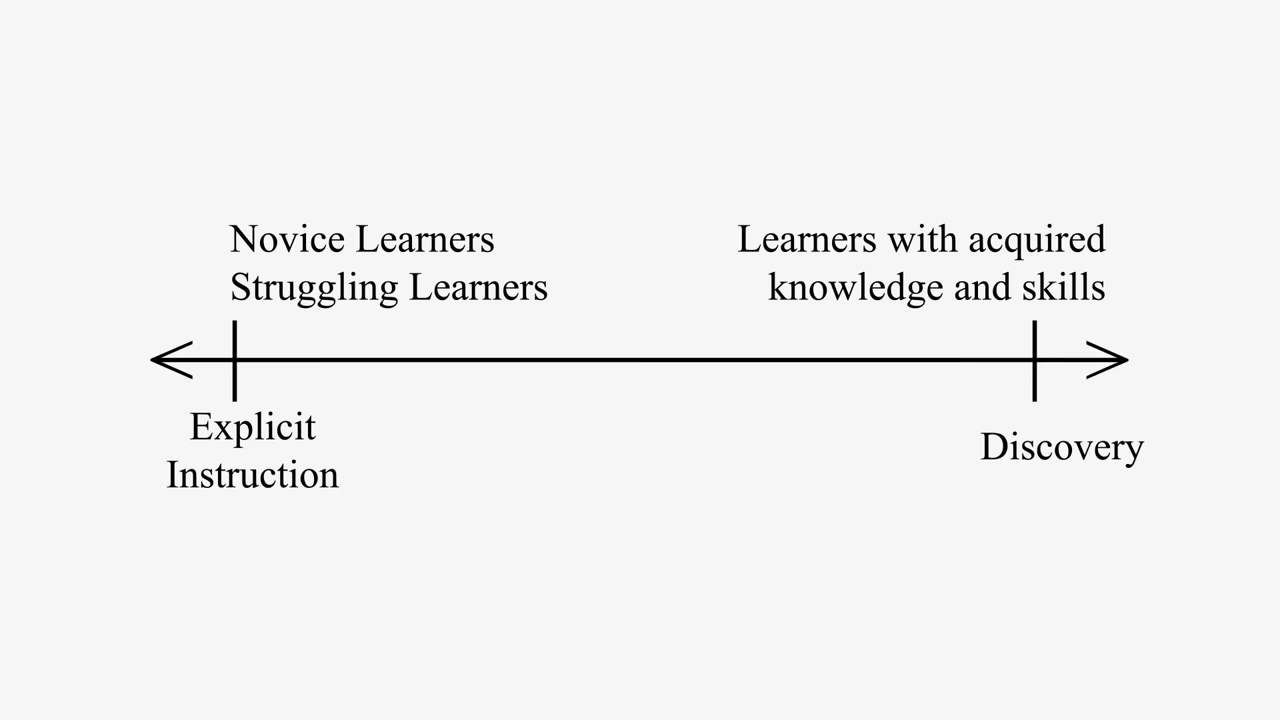 Novice Learners
Struggling Learners
Learners with acquired
knowledge and skills
Explicit
Instruction
Discovery